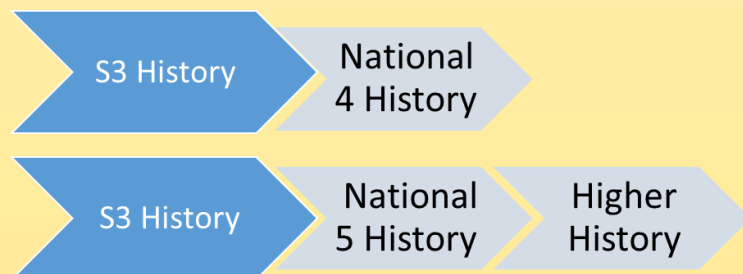 S3 History
National
4 History
S3 History
National
5 History
Higher
History